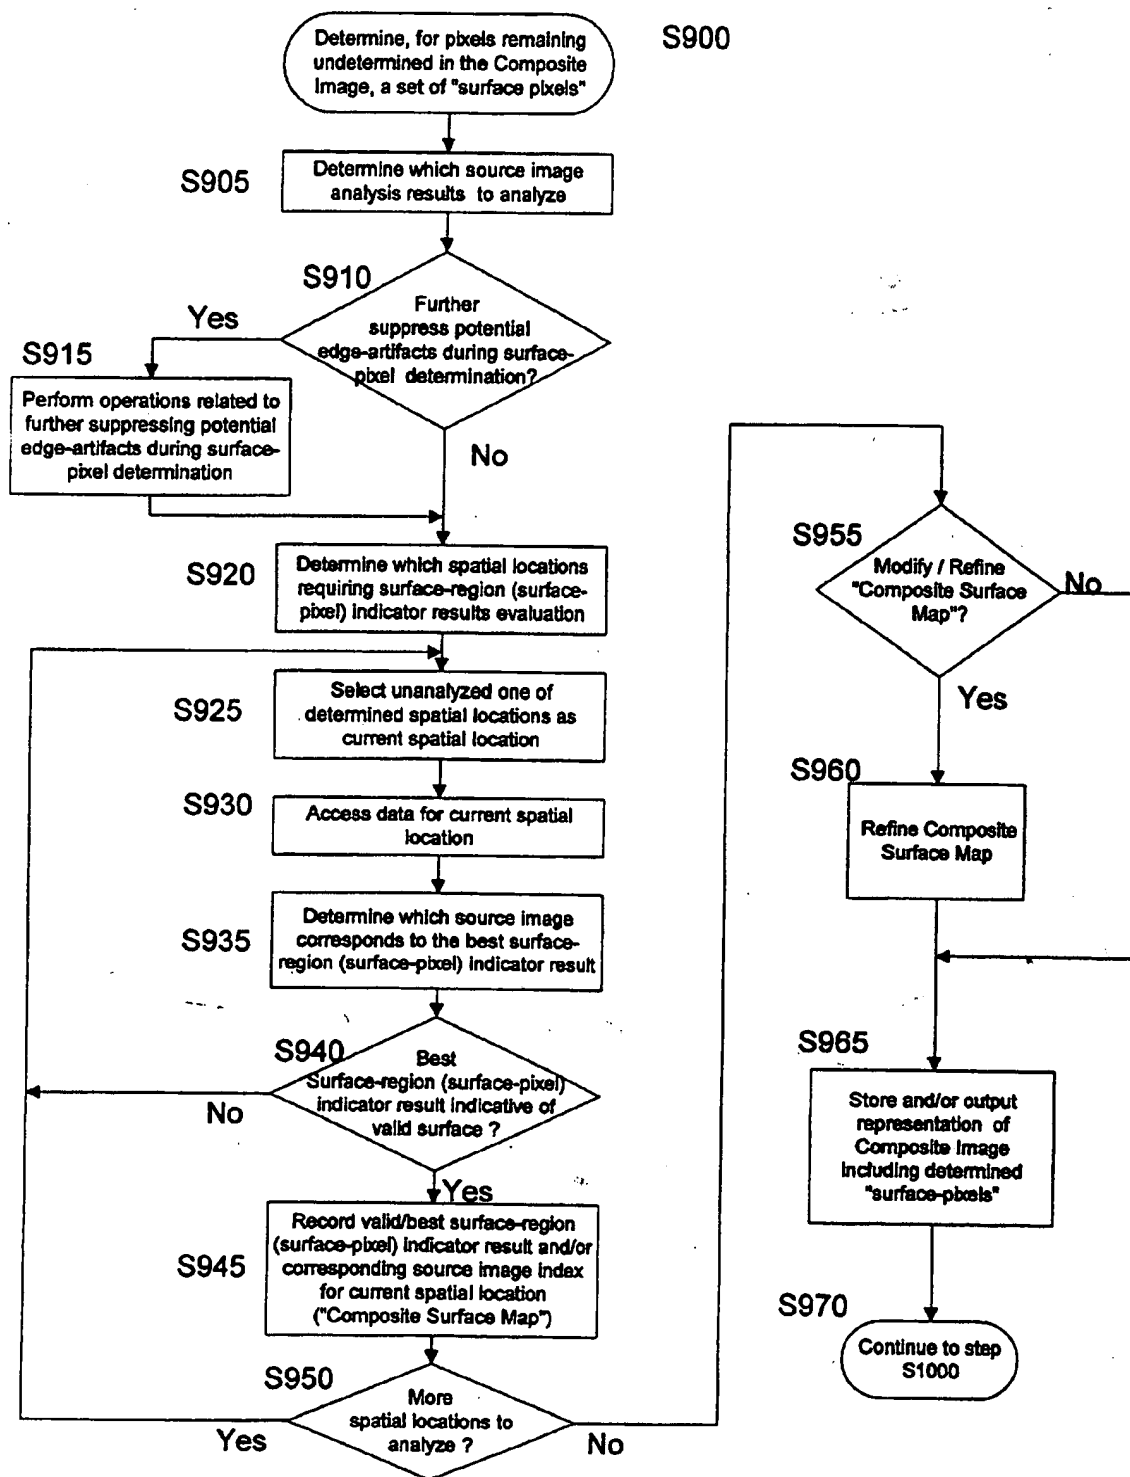 S900
Determine, for pixels remaining
undetermined in the Composite
Image, a set of "surface pixels"
S905
Determine which source image
analysis results to analyze
S910
Further
suppress potential
edge-artifacts during surface-
pixel determination?
Yes
No
S915
Perform operations related to
further suppressing potential
edge-artifacts during surface-
pixel determination
S920
Determine which spatial locations
requiring surface-region (surface-
pixel) indicator results evaluation
S925
Select unanalyzed one of
determined spatial locations as
current spatial location
S930
Access data for current spatial
location
S935
Determine which source image
corresponds to the best surface-
region (surface-pixel) indicator result
S940
Best
Surface-region (surface-pixel)
indicator result indicative of
valid surface ?
No
Yes
S945
Record valid/best surface-region
(surface-pixel) indicator result and/or
corresponding source image index
for current spatial location
("Composite Surface Map")
S950
More
spatial locations to
analyze ?
Yes
No
S955
Modify / Refine
"Composite Surface
Map"?
No
Yes
S960
Refine Composite
Surface Map
S965
Store and/or output
representation of
Composite Image
including determined
"surface-pixels"
S970
Continue to step
S1000